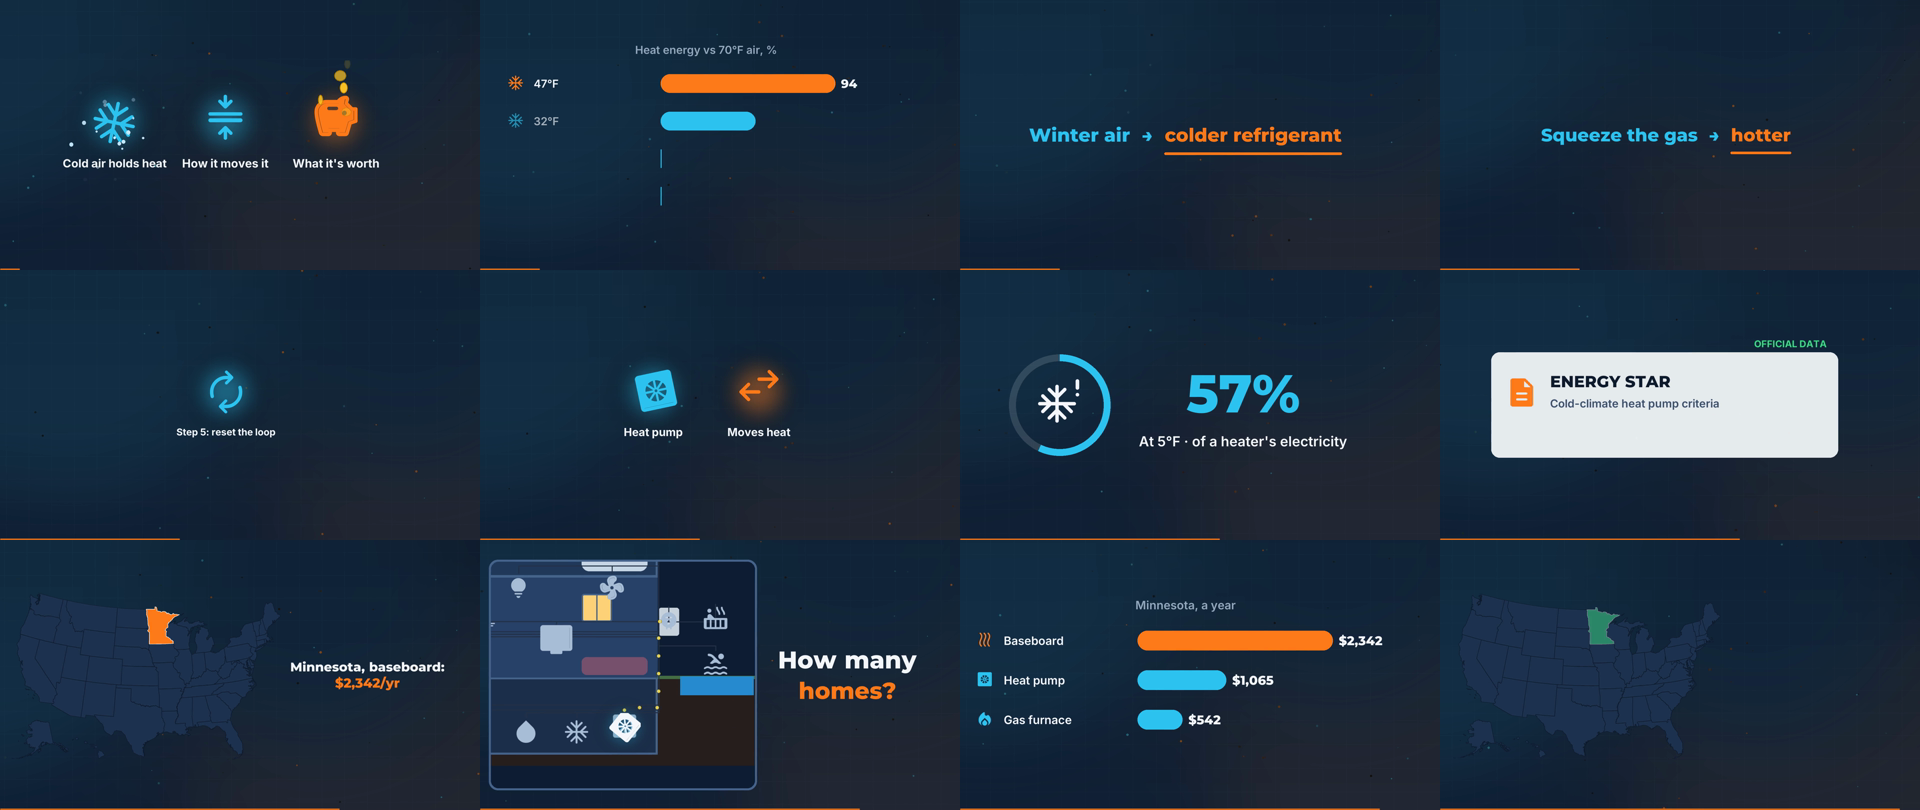 Cold air holds heat
How it moves it
What it's worth
Heat energy vs 70°F air, %
47°F
94
32°F
Winter air → colder refrigerant
Squeeze the gas → hotter
Step 5: reset the loop
Heat pump
Moves heat
57%
At 5°F · of a heater's electricity
OFFICIAL DATA
ENERGY STAR
Cold-climate heat pump criteria
Minnesota, baseboard:
$2,342/yr
How many
homes?
Minnesota, a year
Baseboard
$2,342
Heat pump
$1,065
Gas furnace
$542